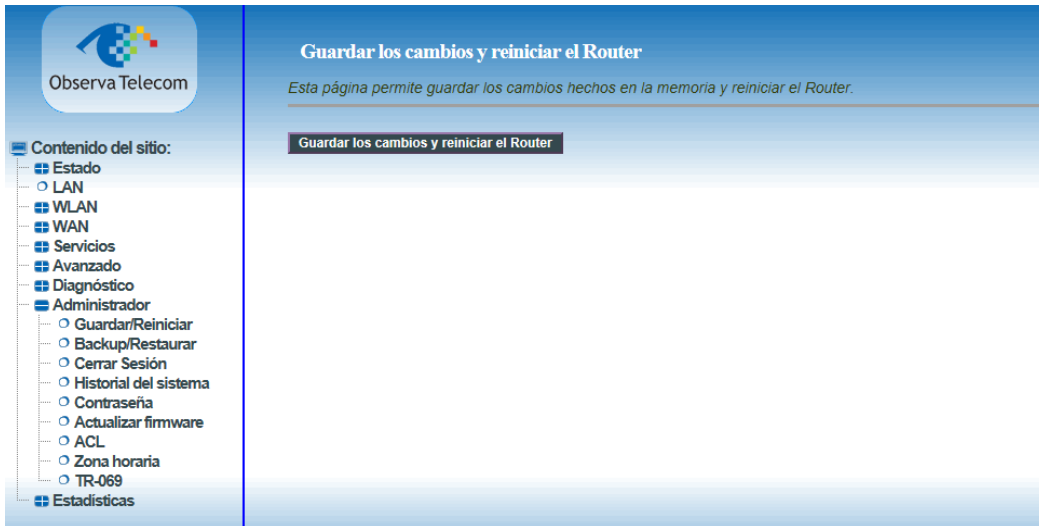 Observa Telecom
Contenido del sitio:
Estado
LAN
WLAN
WAN
Servicios
Avanzado
Diagnóstico
Administrador
Guardar/Reiniciar
Backup/Restaurar
Cerrar Sesión
Historial del sistema
Contraseña
Actualizar firmware
ACL
Zona horaria
TR-069
Estadísticas
Guardar los cambios y reiniciar el Router
Esta página permite guardar los cambios hechos en la memoria y reiniciar el Router.
Guardar los cambios y reiniciar el Router